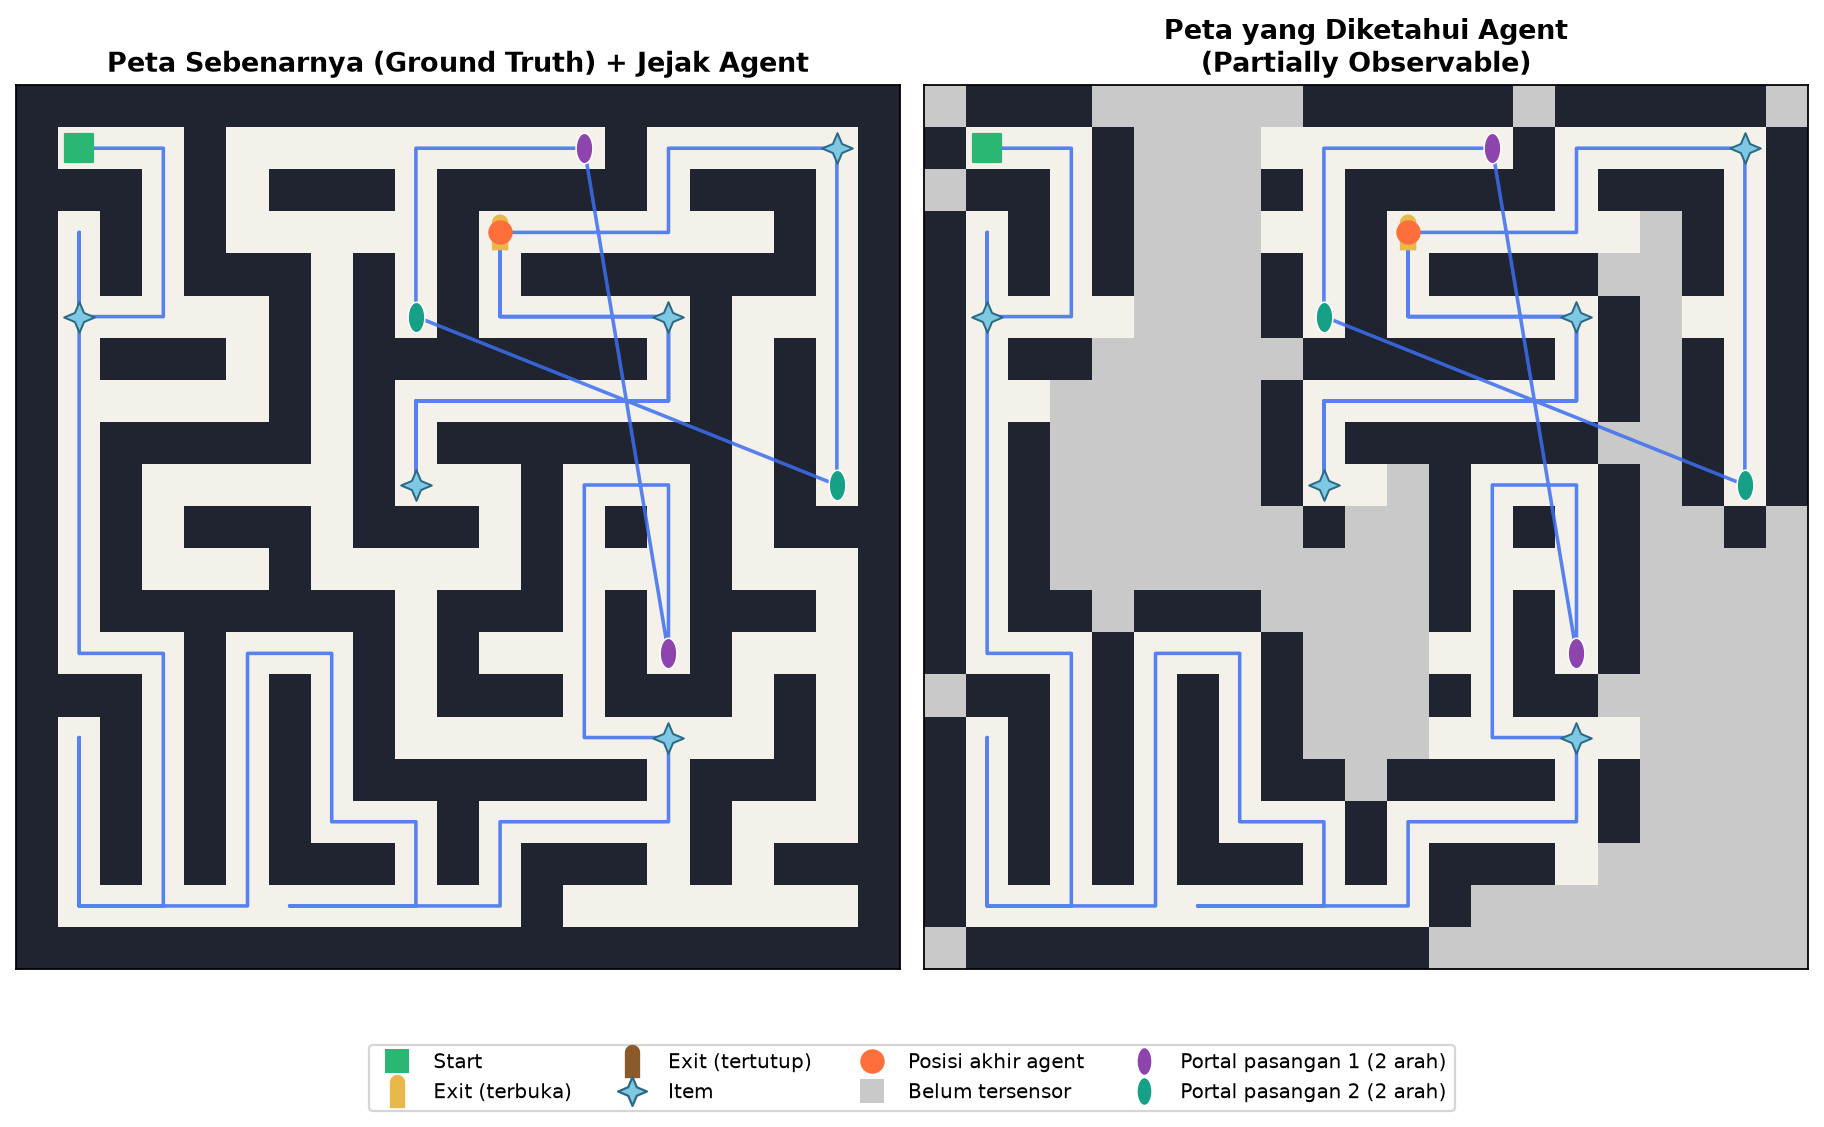 Peta Sebenarnya (Ground Truth) + Jejak Agent
Peta yang Diketahui Agent
(Partially Observable)
Start
Exit (terbuka)
Exit (tertutup)
Item
Posisi akhir agent
Belum tersensor
Portal pasangan 1 (2 arah)
Portal pasangan 2 (2 arah)